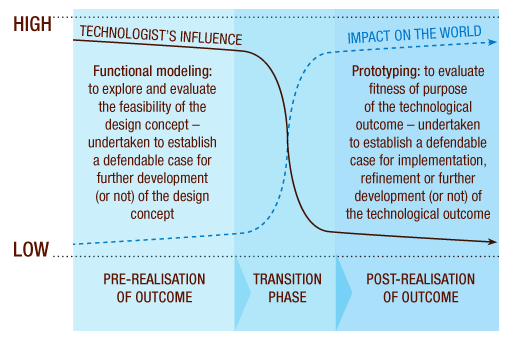 HIGH
TECHNOLOGIST'S INFLUENCE
IMPACT ON THE WORLD
Functional modeling:
to explore and evaluate
the feasibility of the
design concept –
undertaken to establish
a defendable case for
further development
(or not) of the design
concept
Prototyping: to evaluate
fitness of purpose
of the technological
outcome – undertaken
to establish a defendable
case for implementation,
refinement or further
development (or not) of
the technological outcome
LOW
PRE-REALISATION
OF OUTCOME
TRANSITION
PHASE
POST-REALISATION
OF OUTCOME